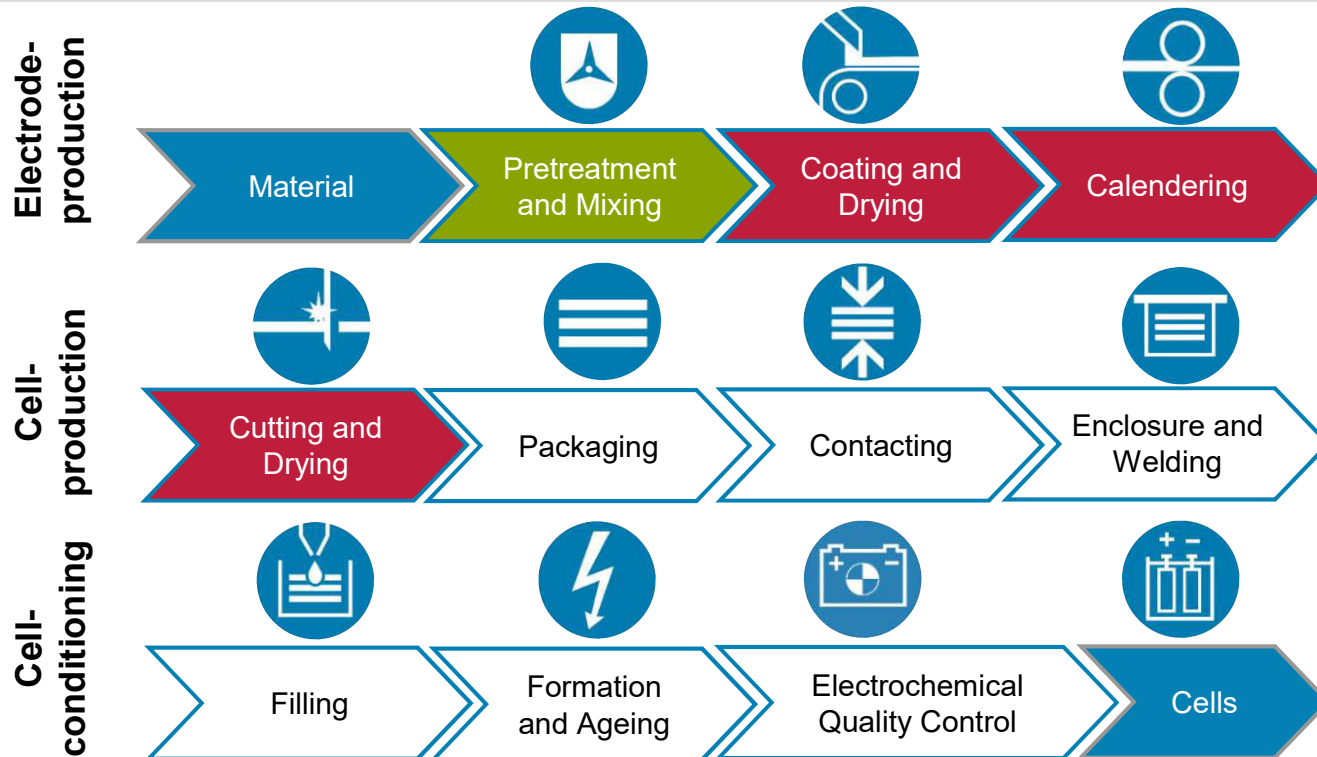 Electrode-
production
Material
Pretreatment
and Mixing
Coating and
Drying
Calendering
Cell-
production
Cutting and
Drying
Packaging
Contacting
Enclosure and
Welding
Cell-
conditioning
+ -
+ -
Filling
Formation
and Ageing
Electrochemical
Quality Control
Cells